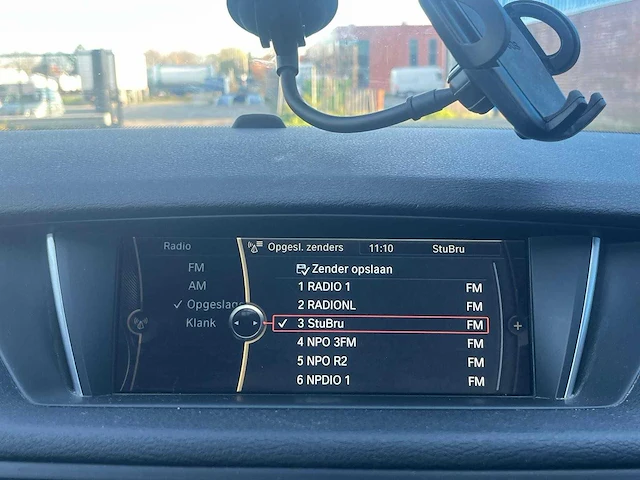 Radio
Opgesl. zenders 11:10 StuBru
FM
AM
Opgeslag
Klank
Zender opslaan
1 RADIO 1 FM
2 RADIONL FM
3 StuBru FM
4 NPO 3FM FM
5 NPO R2 FM
6 NPDIO 1 FM